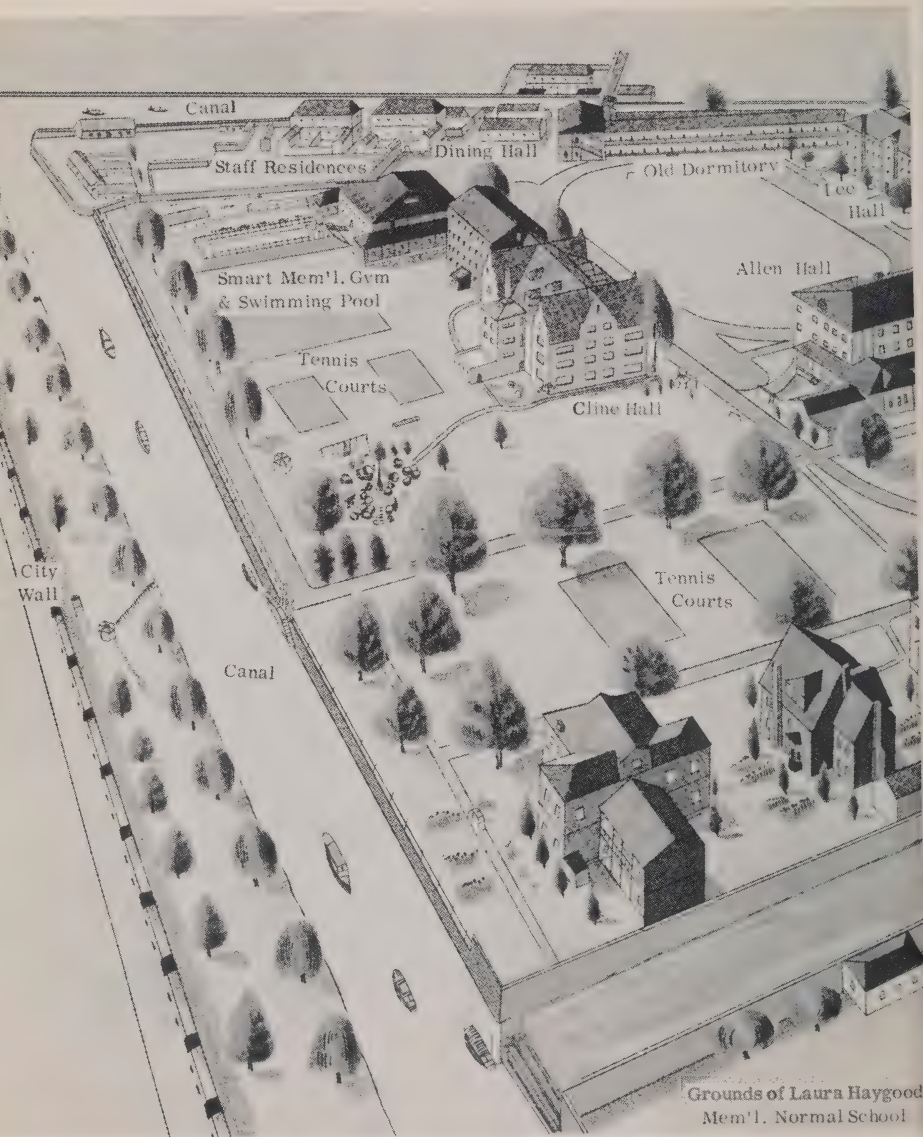 Canal
Staff Residences
Dining Hall
Old Dormitory
Lee
Hall
Smart Mem'l. Gym
& Swimming Pool
Allen Hall
Tennis
Courts
Cline Hall
City
Wall
Tennis
Courts
Canal
Grounds of Laura Haygood
Mem'l. Normal School